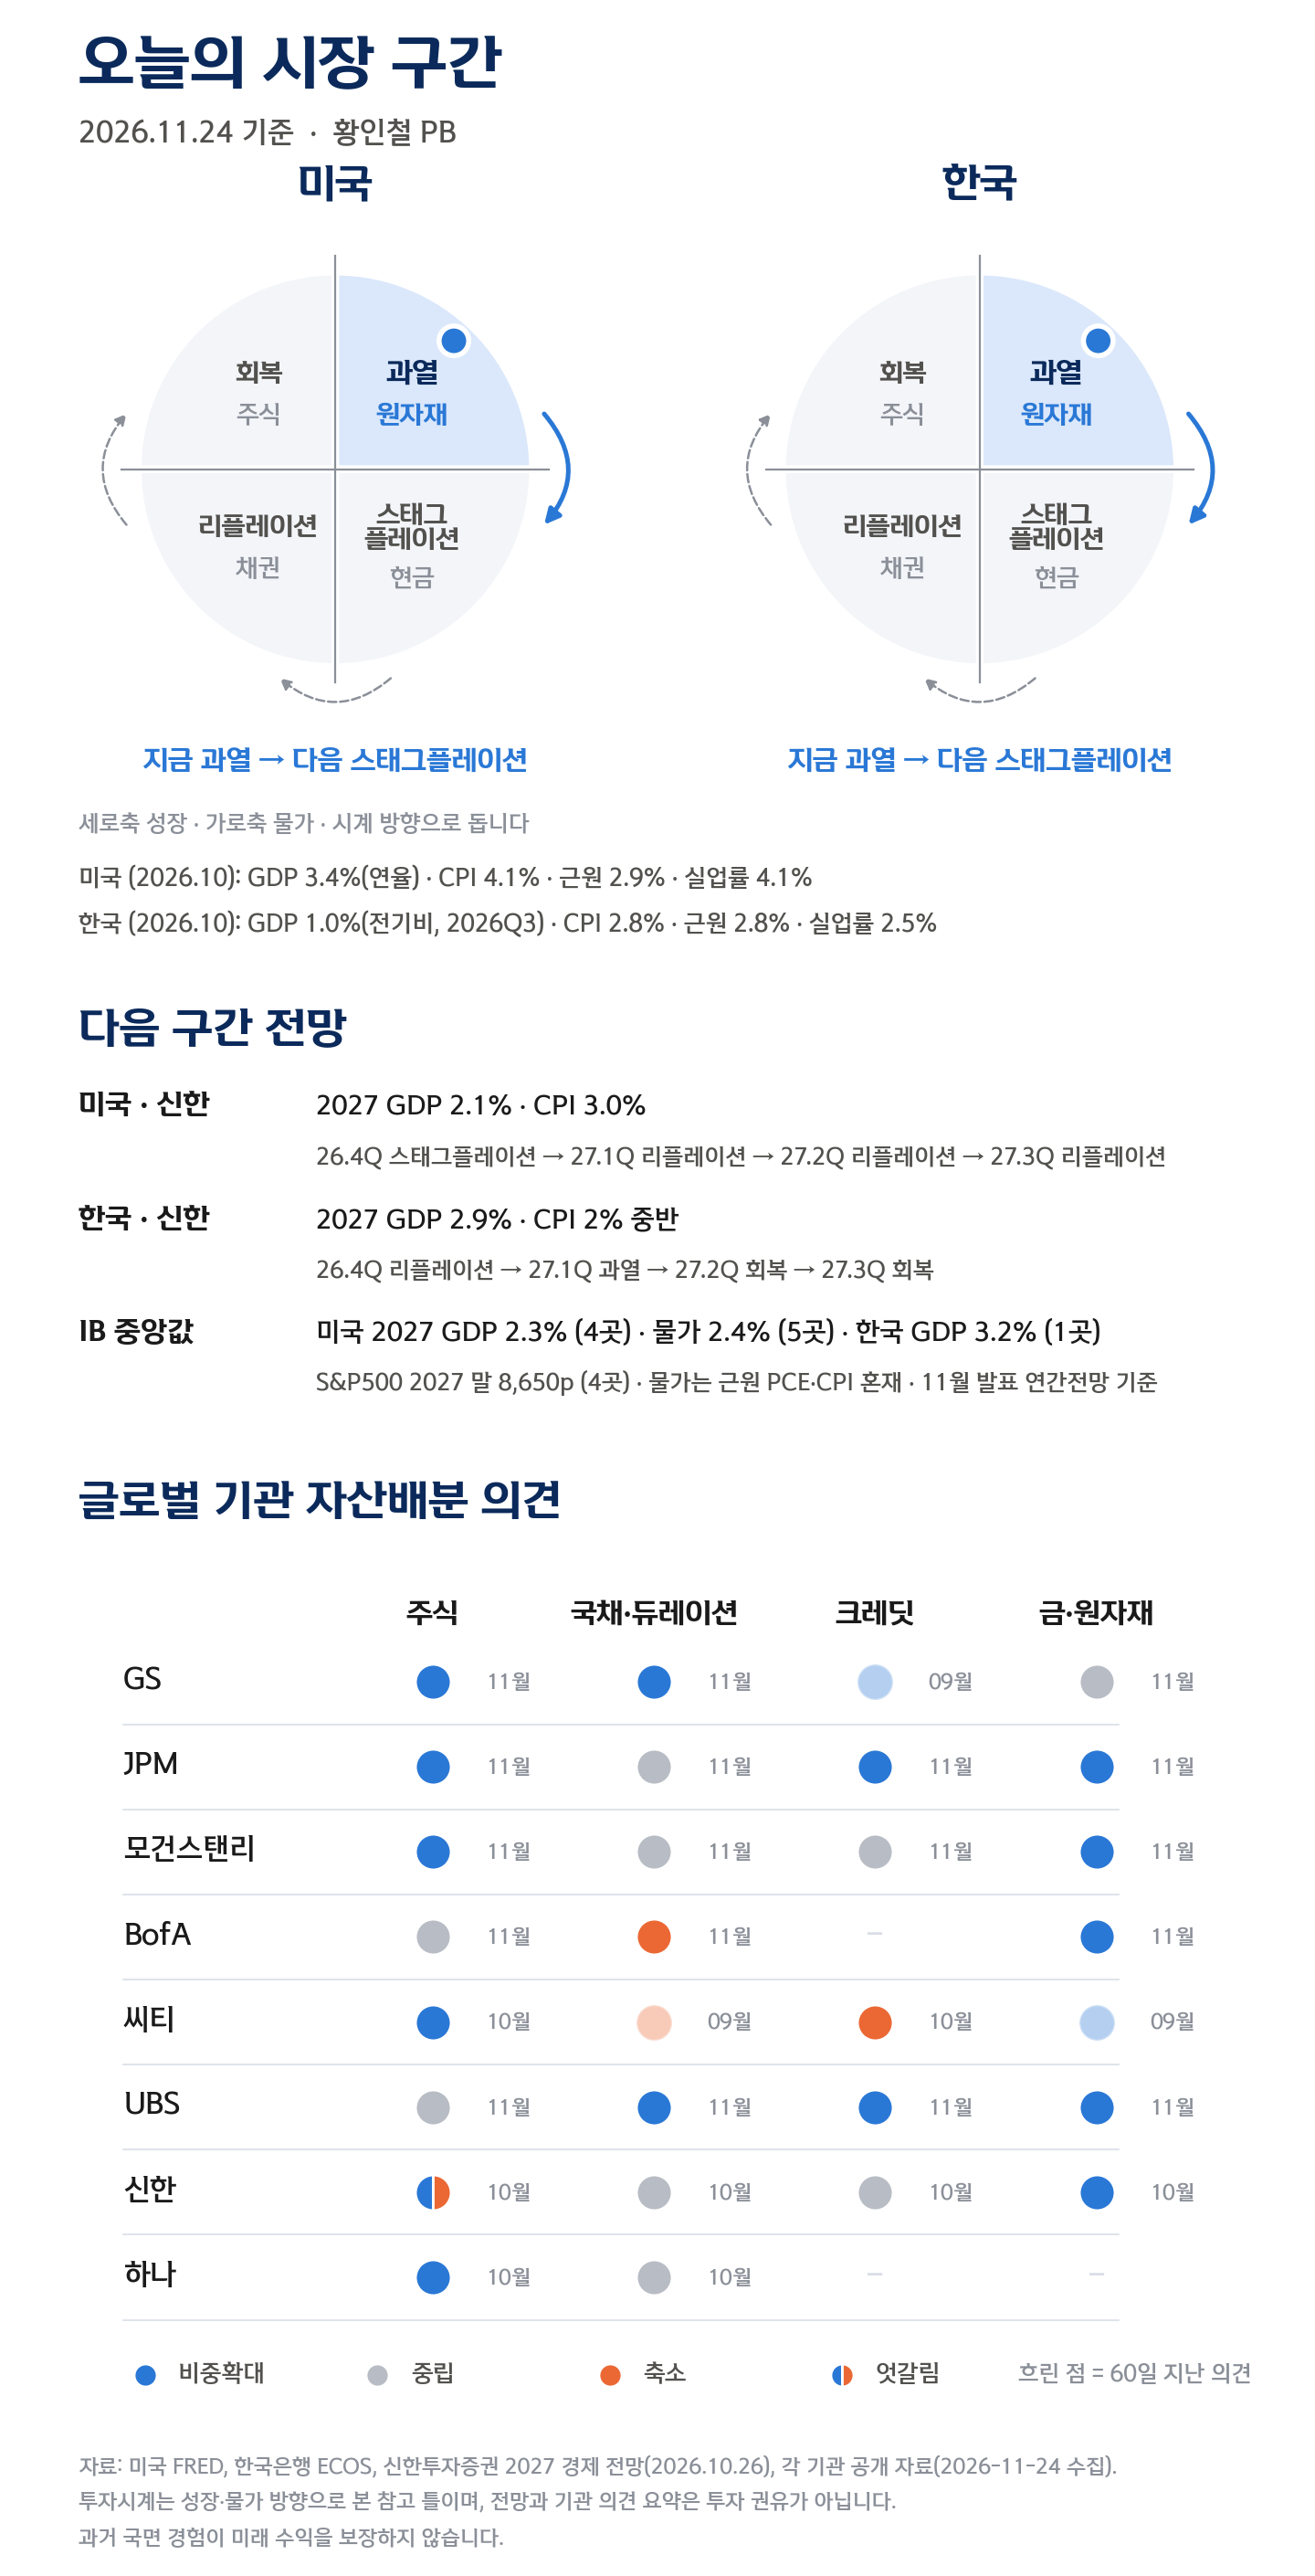 오늘의 시장 구간
2026.11.24 기준 · 황인철 PB
미국
회복
주식
과열
원자재
리플레이션
채권
스태그
플레이션
현금
지금 과열 → 다음 스태그플레이션
한국
회복
주식
과열
원자재
리플레이션
채권
스태그
플레이션
현금
지금 과열 → 다음 스태그플레이션
세로축 성장 · 가로축 물가 · 시계 방향으로 돕니다
미국 (2026.10): GDP 3.4%(연율) · CPI 4.1% · 근원 2.9% · 실업률 4.1%
한국 (2026.10): GDP 1.0%(전기비, 2026Q3) · CPI 2.8% · 근원 2.8% · 실업률 2.5%
다음 구간 전망
미국 · 신한 2027 GDP 2.1% · CPI 3.0%
26.4Q 스태그플레이션 → 27.1Q 리플레이션 → 27.2Q 리플레이션 → 27.3Q 리플레이션
한국 · 신한 2027 GDP 2.9% · CPI 2% 중반
26.4Q 리플레이션 → 27.1Q 과열 → 27.2Q 회복 → 27.3Q 회복
IB 중앙값 미국 2027 GDP 2.3% (4곳) · 물가 2.4% (5곳) · 한국 GDP 3.2% (1곳)
S&P500 2027 말 8,650p (4곳) · 물가는 근원 PCE·CPI 혼재 · 11월 발표 연간전망 기준
글로벌 기관 자산배분 의견
주식 국채·듀레이션 크레딧 금·원자재
GS 11월 11월 09월 11월
JPM 11월 11월 11월 11월
모건스탠리 11월 11월 11월 11월
BofA 11월 11월 – 11월
씨티 10월 09월 10월 09월
UBS 11월 11월 11월 11월
신한 10월 10월 10월 10월
하나 10월 10월 – –
비중확대 중립 축소 엇갈림 흐린 점 = 60일 지난 의견
자료: 미국 FRED, 한국은행 ECOS, 신한투자증권 2027 경제 전망(2026.10.26), 각 기관 공개 자료(2026-11-24 수집).
투자시계는 성장·물가 방향으로 본 참고 틀이며, 전망과 기관 의견 요약은 투자 권유가 아닙니다.
과거 국면 경험이 미래 수익을 보장하지 않습니다.